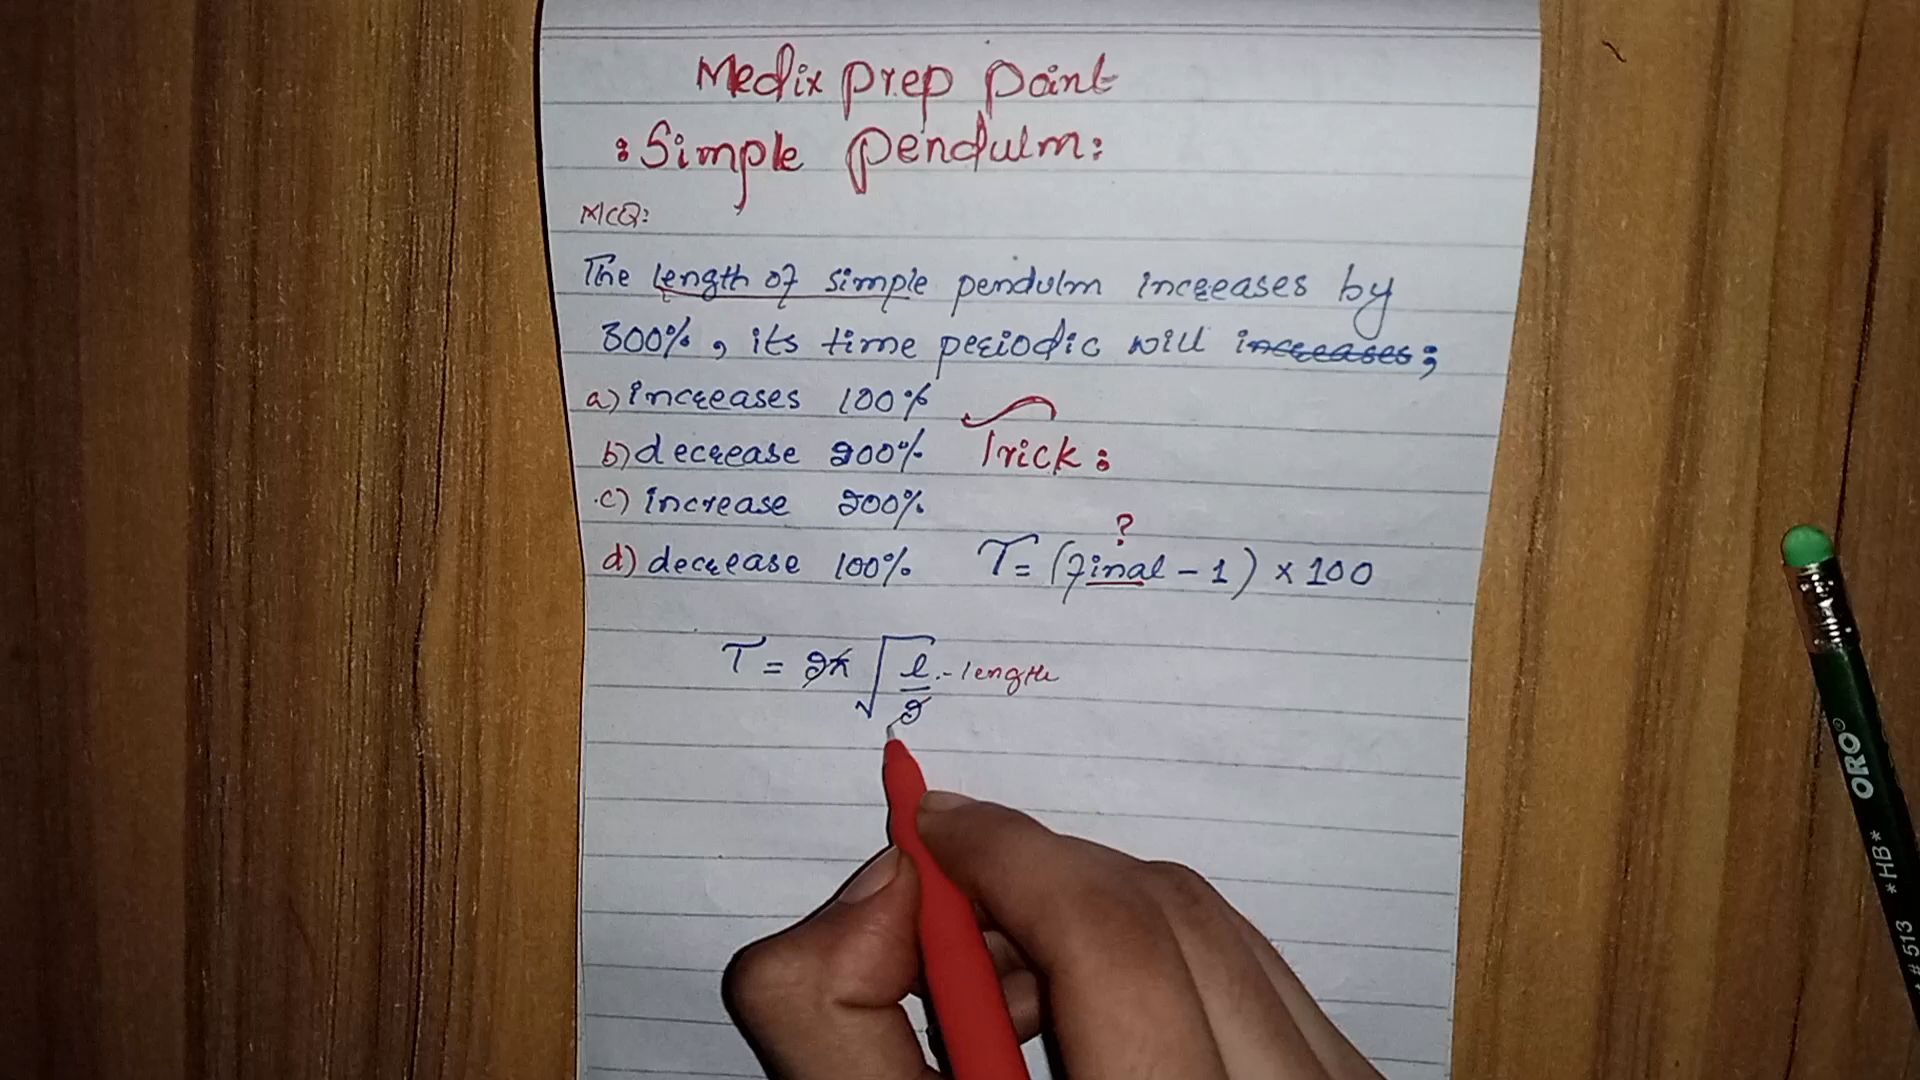 Medix prep point
:Simple pendulm:
MCQ:
The length of simple pendulm increases by
300%, its time periodic will increases;
a) increases 100%
b) decrease 200% Trick:
c) increase 200%
?
d) decrease 100% T = (final - 1) × 100
T = 2π √ l/g - length
ORO® *HB* # 513